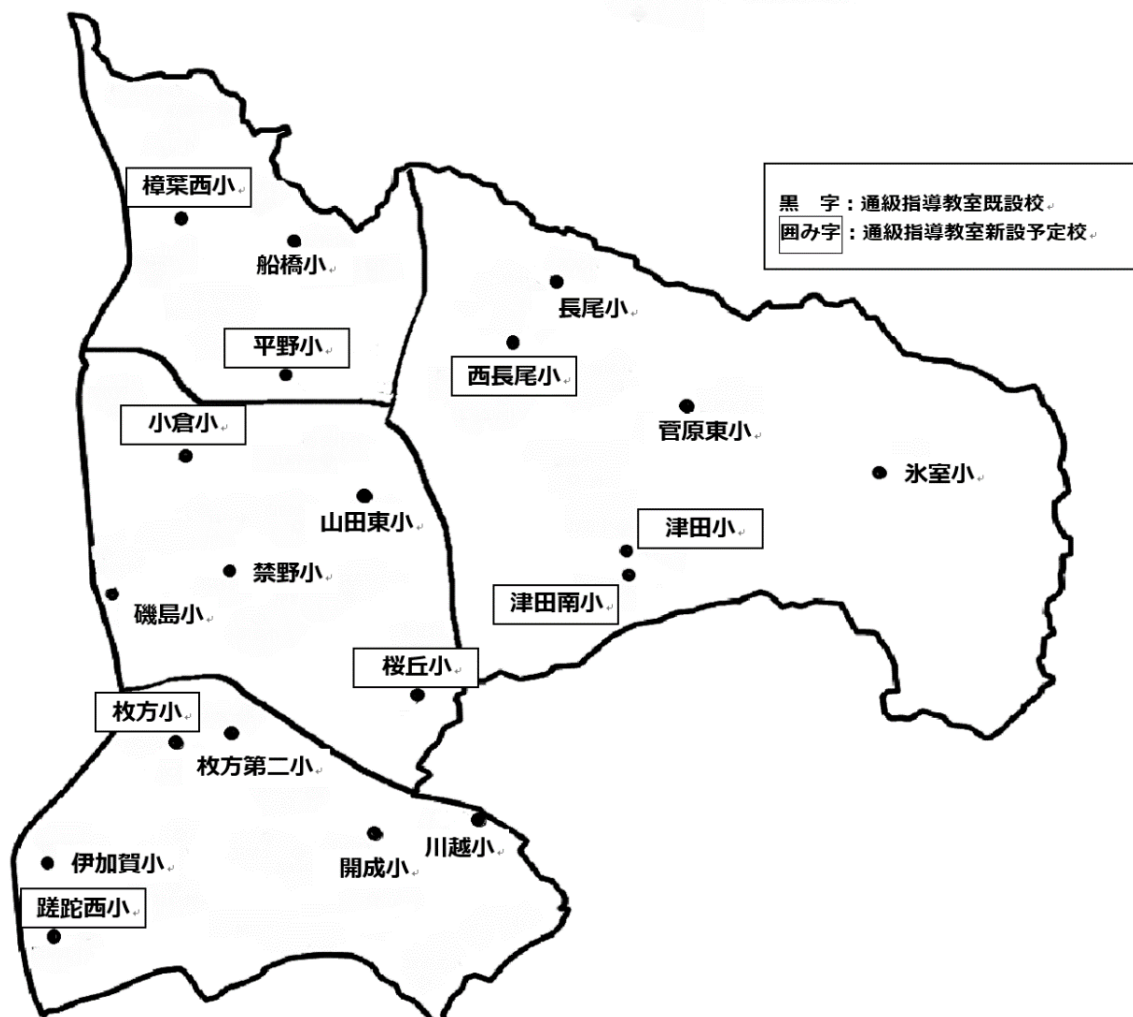 樟葉西小
船橋小
平野小
黒　字：通級指導教室既設校
囲み字：通級指導教室新設予定校
長尾小
西長尾小
菅原東小
氷室小
小倉小
山田東小
津田小
禁野小
津田南小
磯島小
桜丘小
枚方小
枚方第二小
川越小
伊加賀小
開成小
蹉跎西小